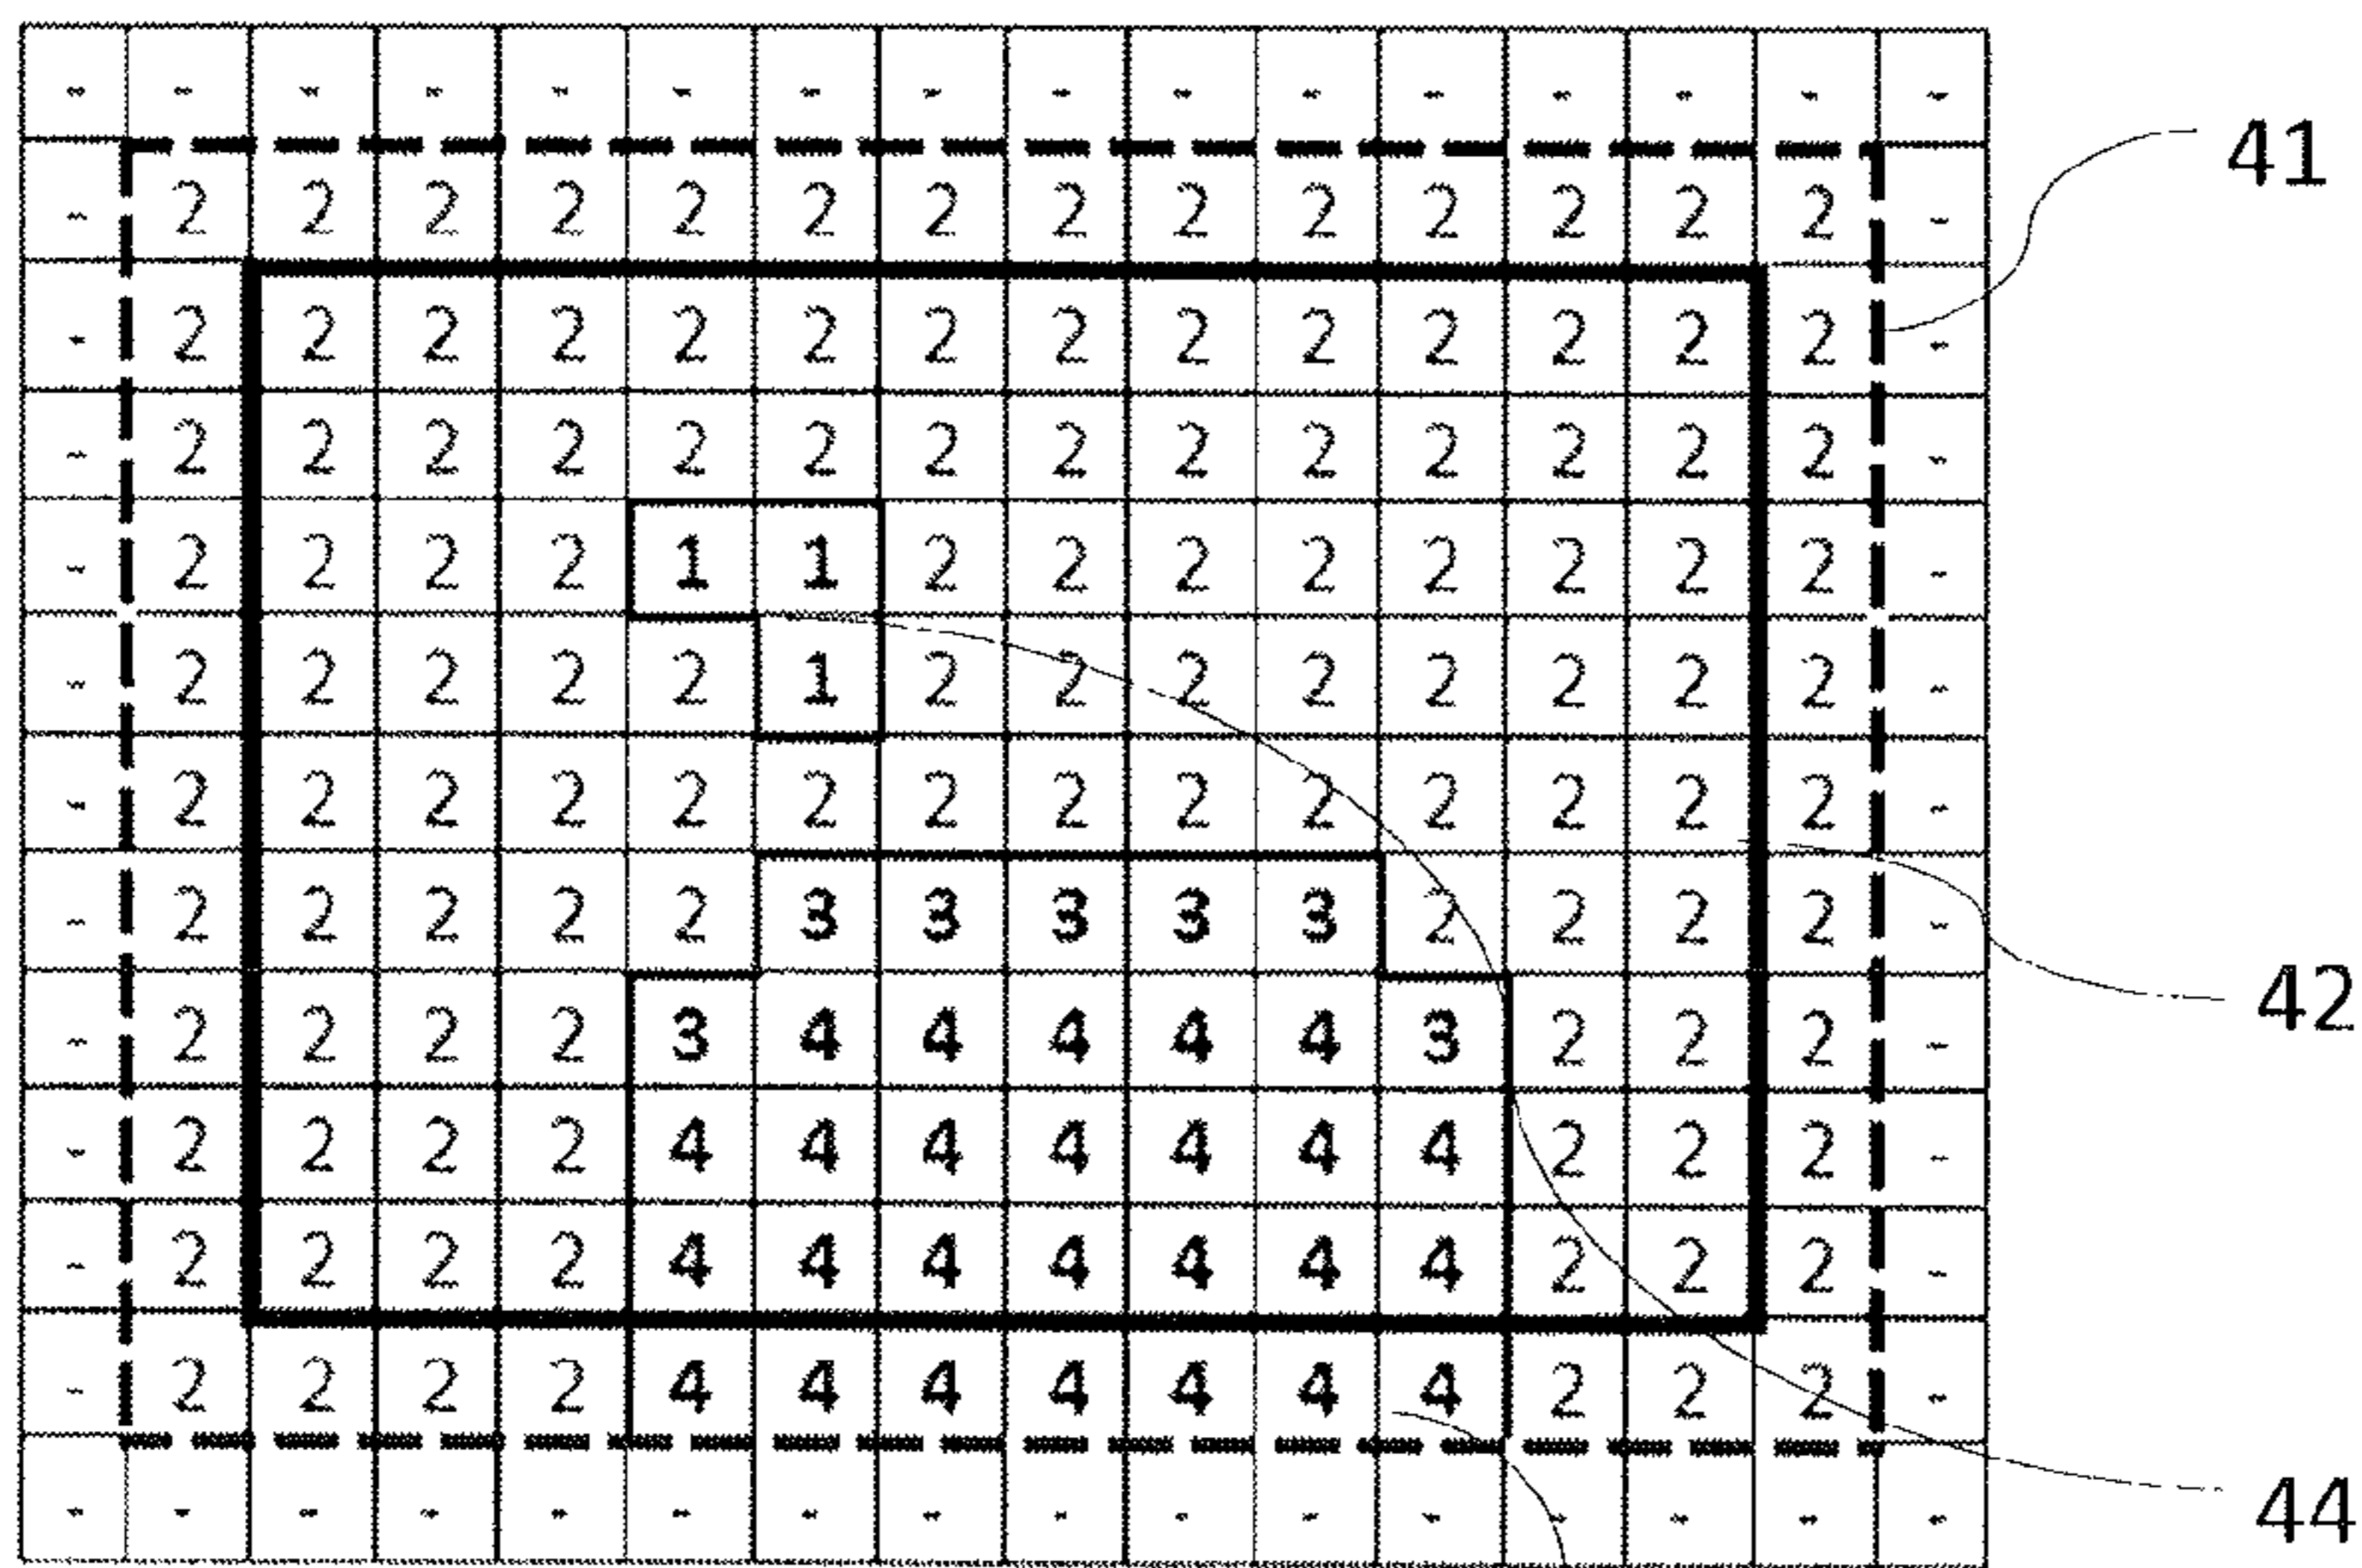 - - - - - - - - - - - - - - - -
- 2 2 2 2 2 2 2 2 2 2 2 2 2 2 -
41
- 2 2 2 2 2 2 2 2 2 2 2 2 2 2 -
- 2 2 2 2 2 2 2 2 2 2 2 2 2 2 -
- 2 2 2 2 1 1 2 2 2 2 2 2 2 2 -
- 2 2 2 2 2 1 2 2 2 2 2 2 2 2 -
- 2 2 2 2 2 2 2 2 2 2 2 2 2 2 -
- 2 2 2 2 2 3 3 3 3 3 2 2 2 2 -
- 2 2 2 2 3 4 4 4 4 4 3 2 2 2 -
42
- 2 2 2 2 4 4 4 4 4 4 4 2 2 2 -
- 2 2 2 2 4 4 4 4 4 4 4 2 2 2 -
- 2 2 2 2 4 4 4 4 4 4 4 2 2 2 -
- - - - - - - - - - - - - - - -
44